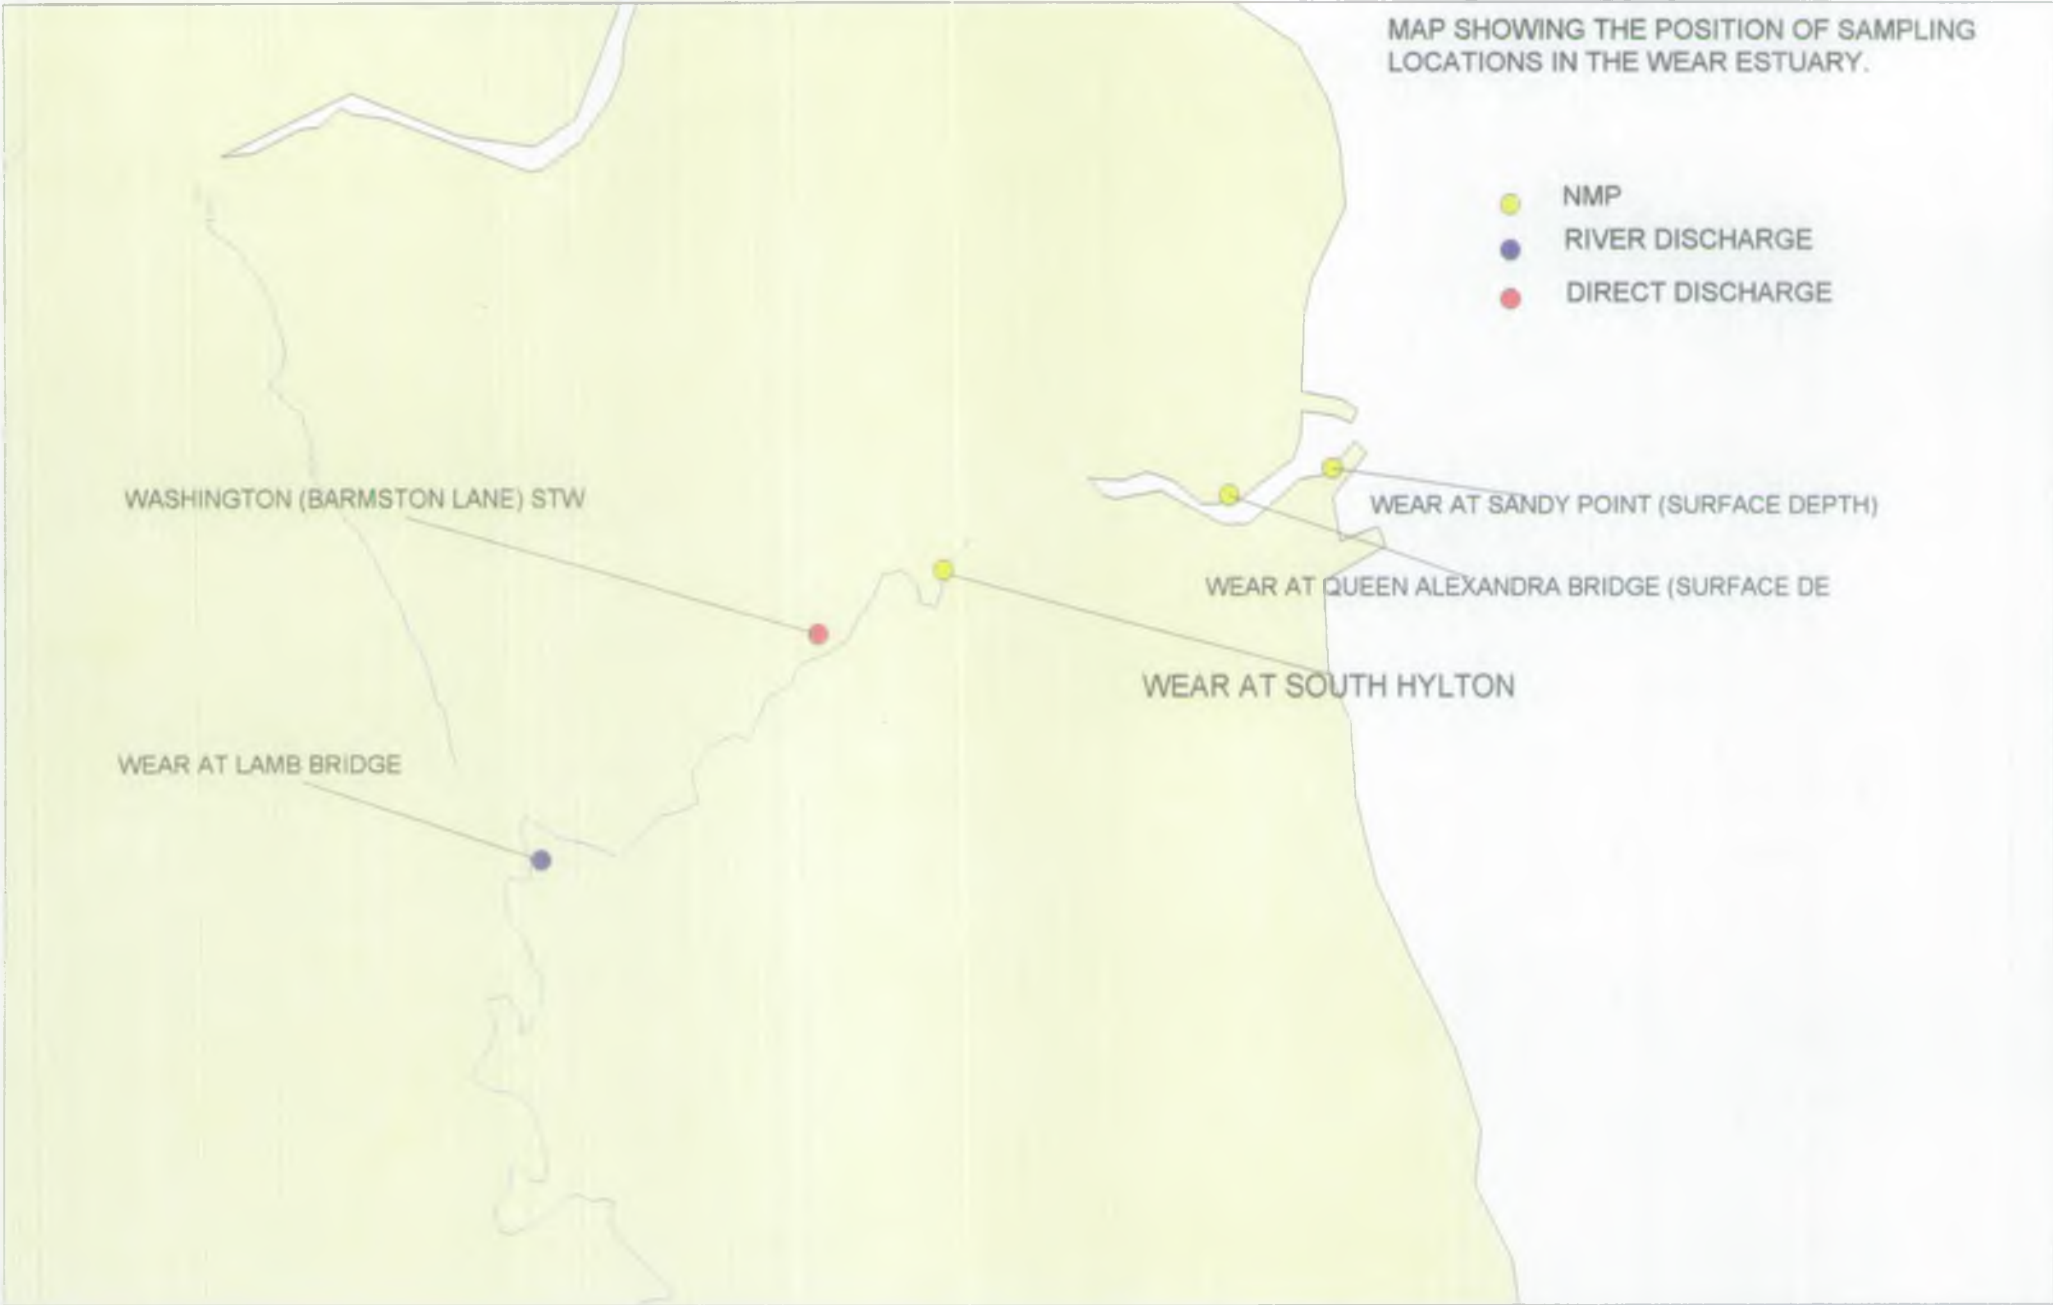 MAP SHOWING THE POSITION OF SAMPLING
LOCATIONS IN THE WEAR ESTUARY.
NMP
RIVER DISCHARGE
DIRECT DISCHARGE
WASHINGTON (BARMSTON LANE) STW
WEAR AT SANDY POINT (SURFACE DEPTH)
WEAR AT QUEEN ALEXANDRA BRIDGE (SURFACE DE
WEAR AT SOUTH HYLTON
WEAR AT LAMB BRIDGE